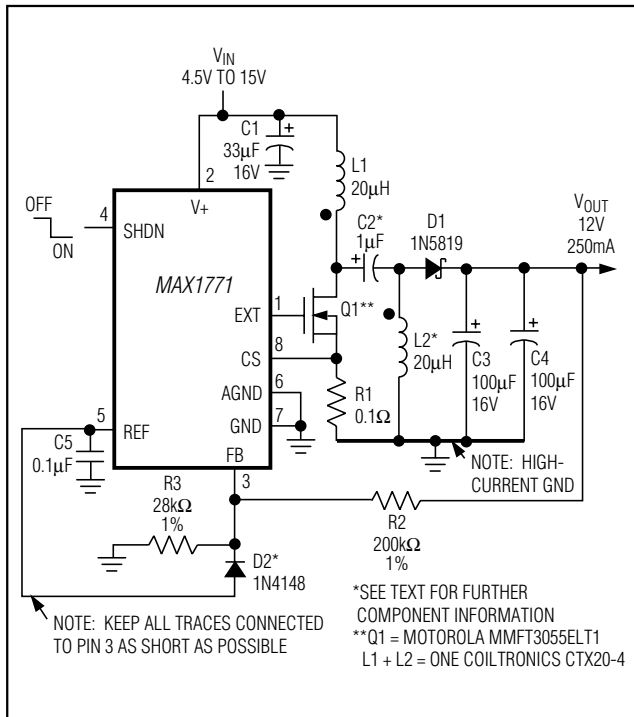 VIN
4.5V TO 15V
C1
+
33µF
16V
2
V+
L1
20µH
OFF
ON
4
SHDN
MAX1771
C2*
1µF
+
D1
1N5819
VOUT
12V
250mA
EXT
1
Q1**
L2*
20µH
CS
8
R1
0.1Ω
+
C3
100µF
16V
+
C4
100µF
16V
AGND
6
GND
7
5
REF
C5
0.1µF
FB
3
NOTE: HIGH-
CURRENT GND
R3
28kΩ
1%
R2
200kΩ
1%
D2*
1N4148
NOTE: KEEP ALL TRACES CONNECTED
TO PIN 3 AS SHORT AS POSSIBLE
*SEE TEXT FOR FURTHER
COMPONENT INFORMATION
**Q1 = MOTOROLA MMFT3055ELT1
L1 + L2 = ONE COILTRONICS CTX20-4